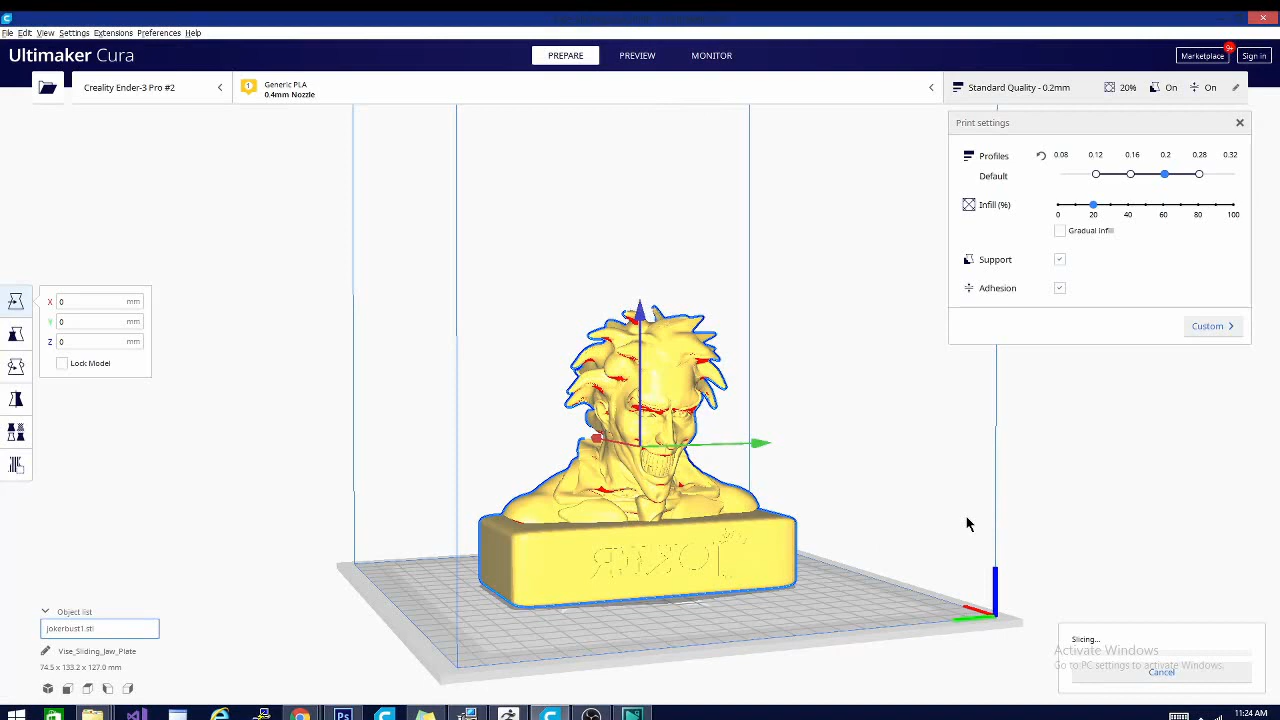 File Edit View Settings Extensions Preferences Help
Ultimaker Cura
PREPARE PREVIEW MONITOR
Marketplace 9+ Sign in
Creality Ender-3 Pro #2
1 Generic PLA
0.4mm Nozzle
Standard Quality - 0.2mm 20% On On
Print settings
Profiles 0.08 0.12 0.16 0.2 0.28 0.32
Default
Infill (%)
0 20 40 60 80 100
Gradual infill
Support
Adhesion
Custom
X 0 mm
Y 0 mm
Z 0 mm
Lock Model
Object list
jokerbust1.stl
Vise_Sliding_Jaw_Plate
74.5 x 133.2 x 127.0 mm
Slicing...
Activate Windows
Go to PC settings to activate Windows.
Cancel
11:24 AM